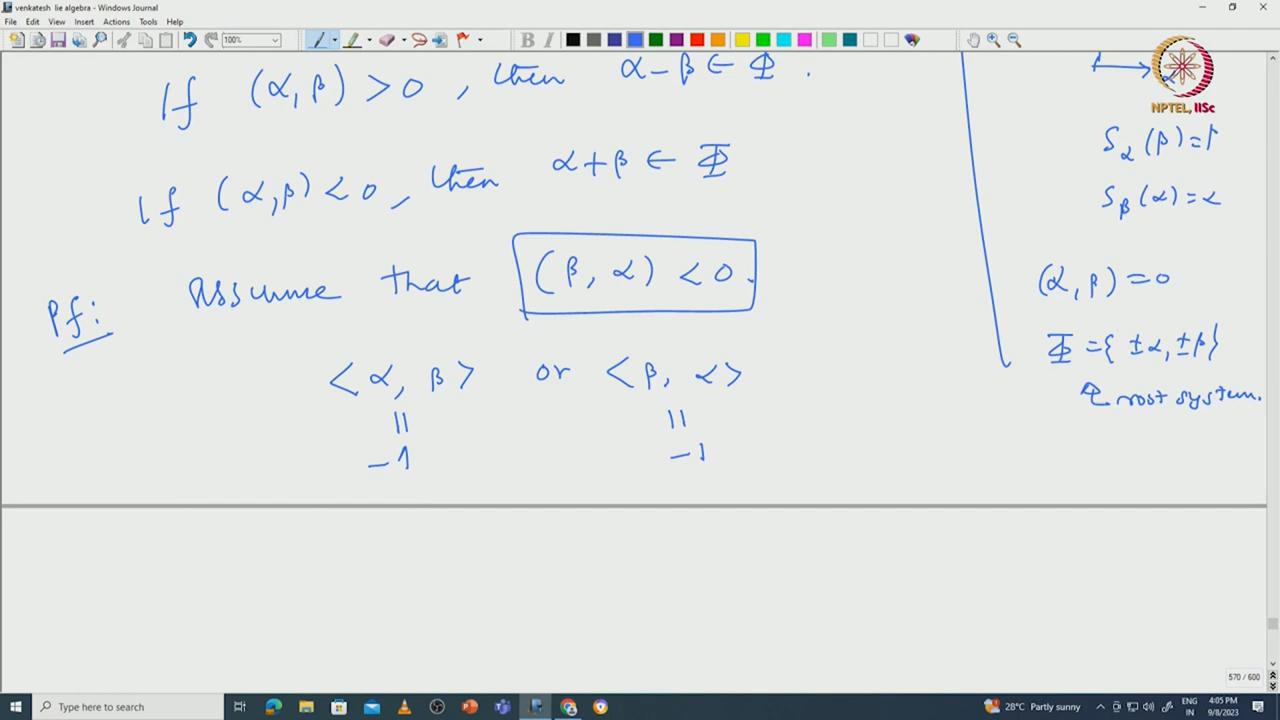 venkatesh lie algebra - Windows Journal
File Edit View Insert Actions Tools Help
100%
B I
If (α, β) > 0, then α - β ∈ Φ.
If (α, β) < 0, then α + β ∈ Φ
Pf: Assume that (β, α) < 0.
<α, β> or <β, α>
|| ||
-1 -1
NPTEL, IISc
S_α(β) = β
S_β(α) = α
(α, β) = 0
Φ = {±α, ±β}
root system.
570 / 600
Type here to search
28°C Partly sunny
ENG
IN
4:05 PM
9/8/2023